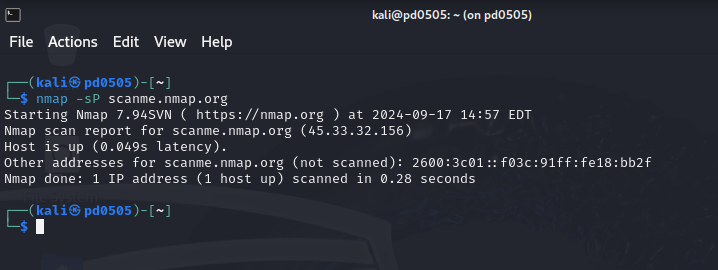 kali@pd0505: ~ (on pd0505)
File Actions Edit View Help
┌──(kali㉿pd0505)-[~]
└─$ nmap -sP scanme.nmap.org
Starting Nmap 7.94SVN ( https://nmap.org ) at 2024-09-17 14:57 EDT
Nmap scan report for scanme.nmap.org (45.33.32.156)
Host is up (0.049s latency).
Other addresses for scanme.nmap.org (not scanned): 2600:3c01::f03c:91ff:fe18:bb2f
Nmap done: 1 IP address (1 host up) scanned in 0.28 seconds
┌──(kali㉿pd0505)-[~]
└─$